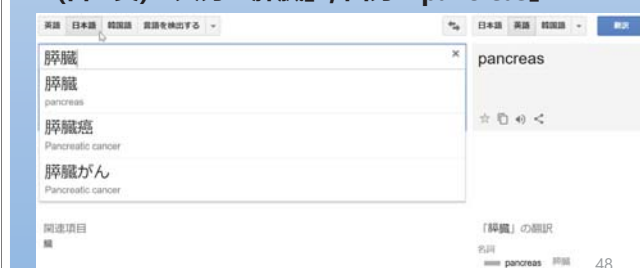 英語 日本語 韓国語 言語を検出する
日本語 英語 韓国語 翻訳
膵臓 ×
pancreas
膵臓
pancreas
膵臓癌
Pancreatic cancer
膵臓がん
Pancreatic cancer
関連項目
「膵臓」の翻訳
名詞
pancreas 膵臓
48